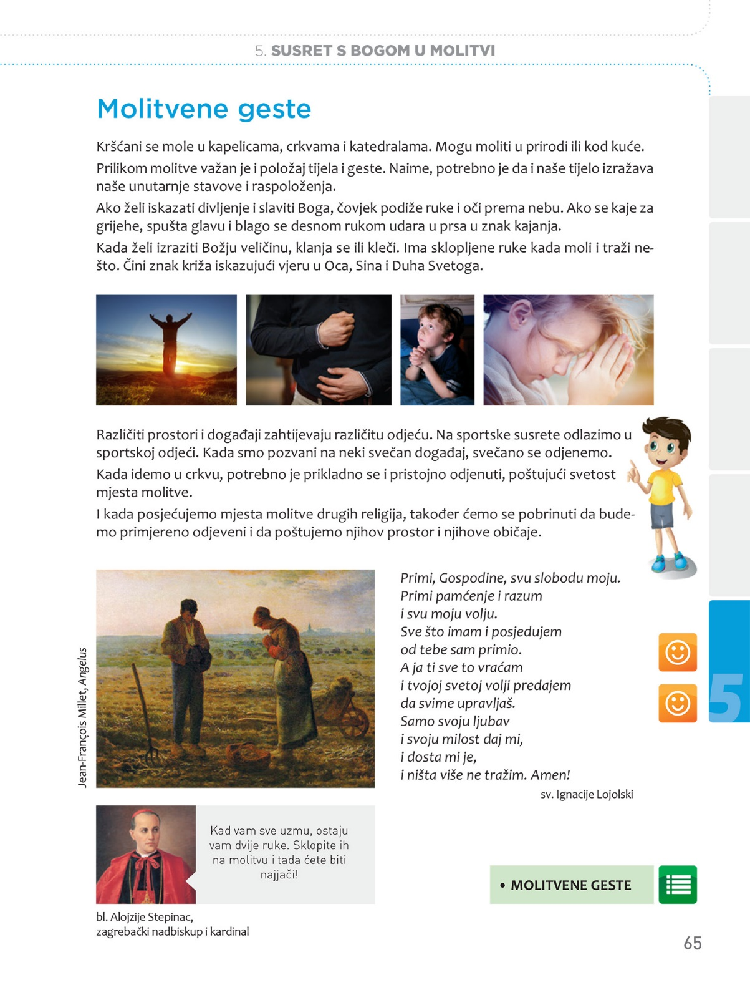 5. SUSRET S BOGOM U MOLITVI
Molitvene geste
Kršćani se mole u kapelicama, crkvama i katedralama. Mogu moliti u prirodi ili kod kuće.
Prilikom molitve važan je i položaj tijela i geste. Naime, potrebno je da i naše tijelo izražava
naše unutarnje stavove i raspoloženja.
Ako želi iskazati divljenje i slaviti Boga, čovjek podiže ruke i oči prema nebu. Ako se kaje za
grijehe, spušta glavu i blago se desnom rukom udara u prsa u znak kajanja.
Kada želi izraziti Božju veličinu, klanja se ili kleči. Ima sklopljene ruke kada moli i traži ne-
što. Čini znak križa iskazujući vjeru u Oca, Sina i Duha Svetoga.
Različiti prostori i događaji zahtijevaju različitu odjeću. Na sportske susrete odlazimo u
sportskoj odjeći. Kada smo pozvani na neki svečan događaj, svečano se odjenemo.
Kada idemo u crkvu, potrebno je prikladno se i pristojno odjenuti, poštujući svetost
mjesta molitve.
I kada posjećujemo mjesta molitve drugih religija, također ćemo se pobrinuti da bude-
mo primjereno odjeveni i da poštujemo njihov prostor i njihove običaje.
Jean-François Millet, Angelus
Primi, Gospodine, svu slobodu moju.
Primi pamćenje i razum
i svu moju volju.
Sve što imam i posjedujem
od tebe sam primio.
A ja ti sve to vraćam
i tvojoj svetoj volji predajem
da svime upravljaš.
Samo svoju ljubav
i svoju milost daj mi,
i dosta mi je,
i ništa više ne tražim. Amen!
sv. Ignacije Lojolski
5
Kad vam sve uzmu, ostaju
vam dvije ruke. Sklopite ih
na molitvu i tada ćete biti
najjači!
bl. Alojzije Stepinac,
zagrebački nadbiskup i kardinal
• MOLITVENE GESTE
65